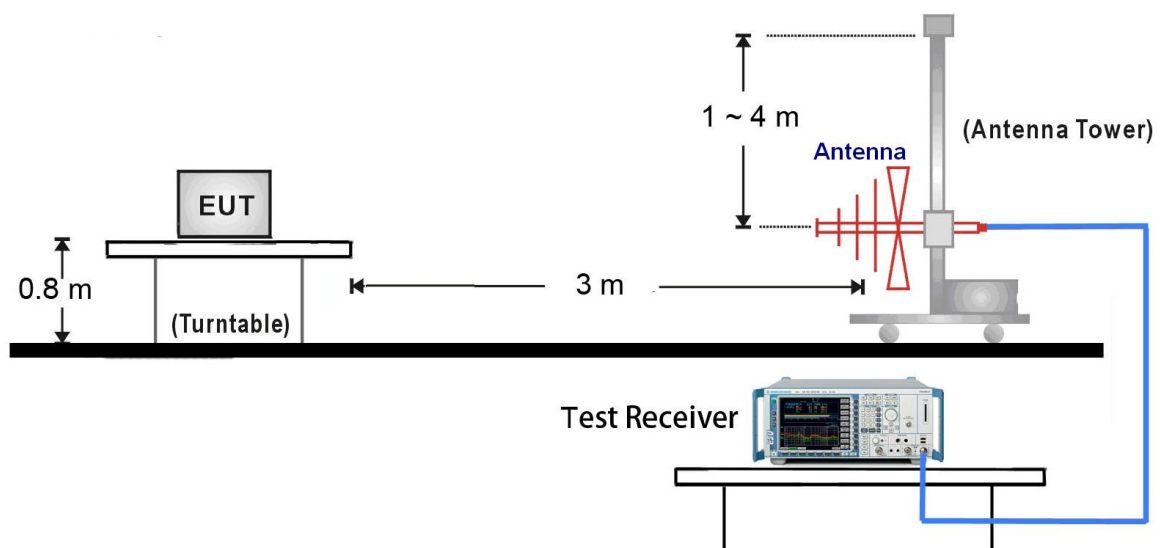 1 ~ 4 m
(Antenna Tower)
Antenna
EUT
0.8 m
3 m
(Turntable)
Test Receiver